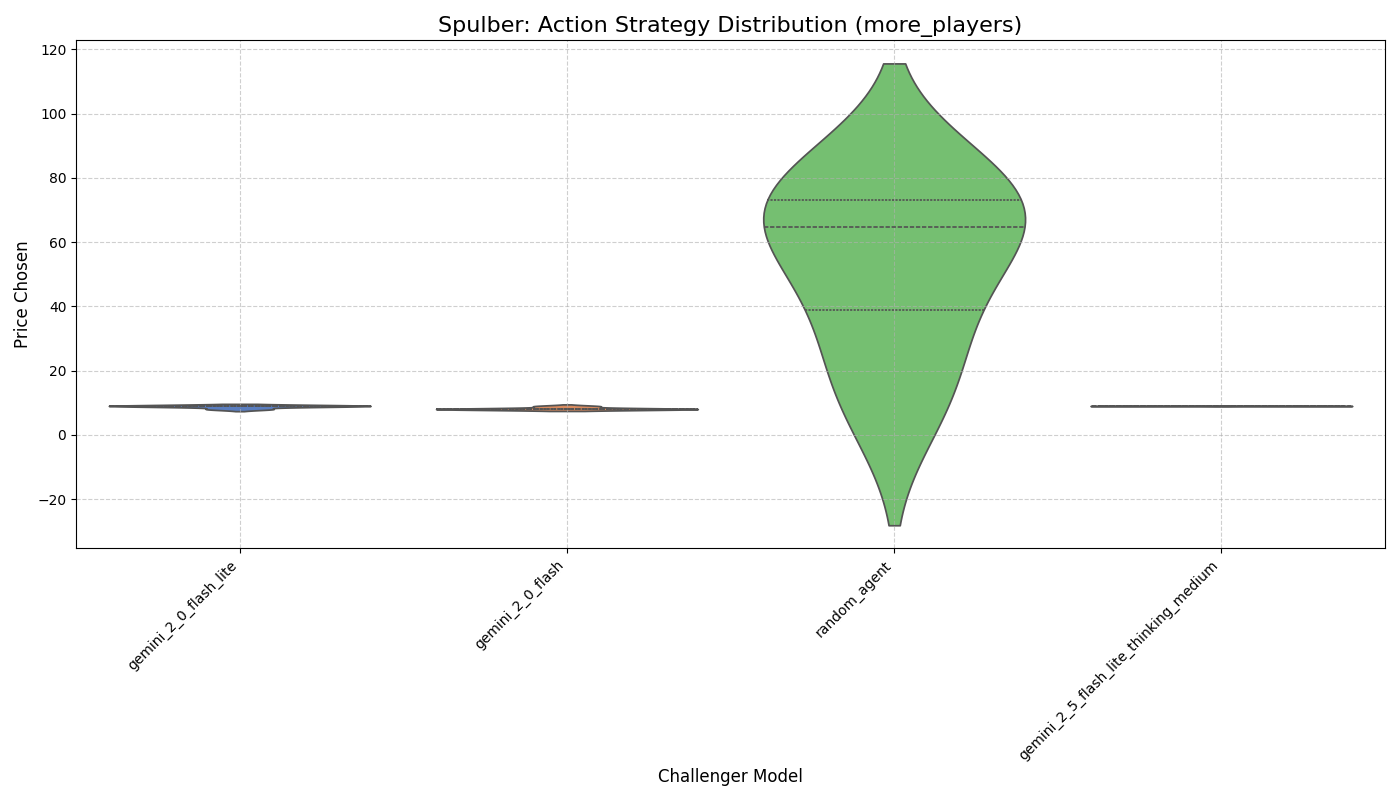 Spulber: Action Strategy Distribution (more_players)
Price Chosen
120
100
80
60
40
20
0
−20
gemini_2_0_flash_lite
gemini_2_0_flash
random_agent
gemini_2_5_flash_lite_thinking_medium
Challenger Model